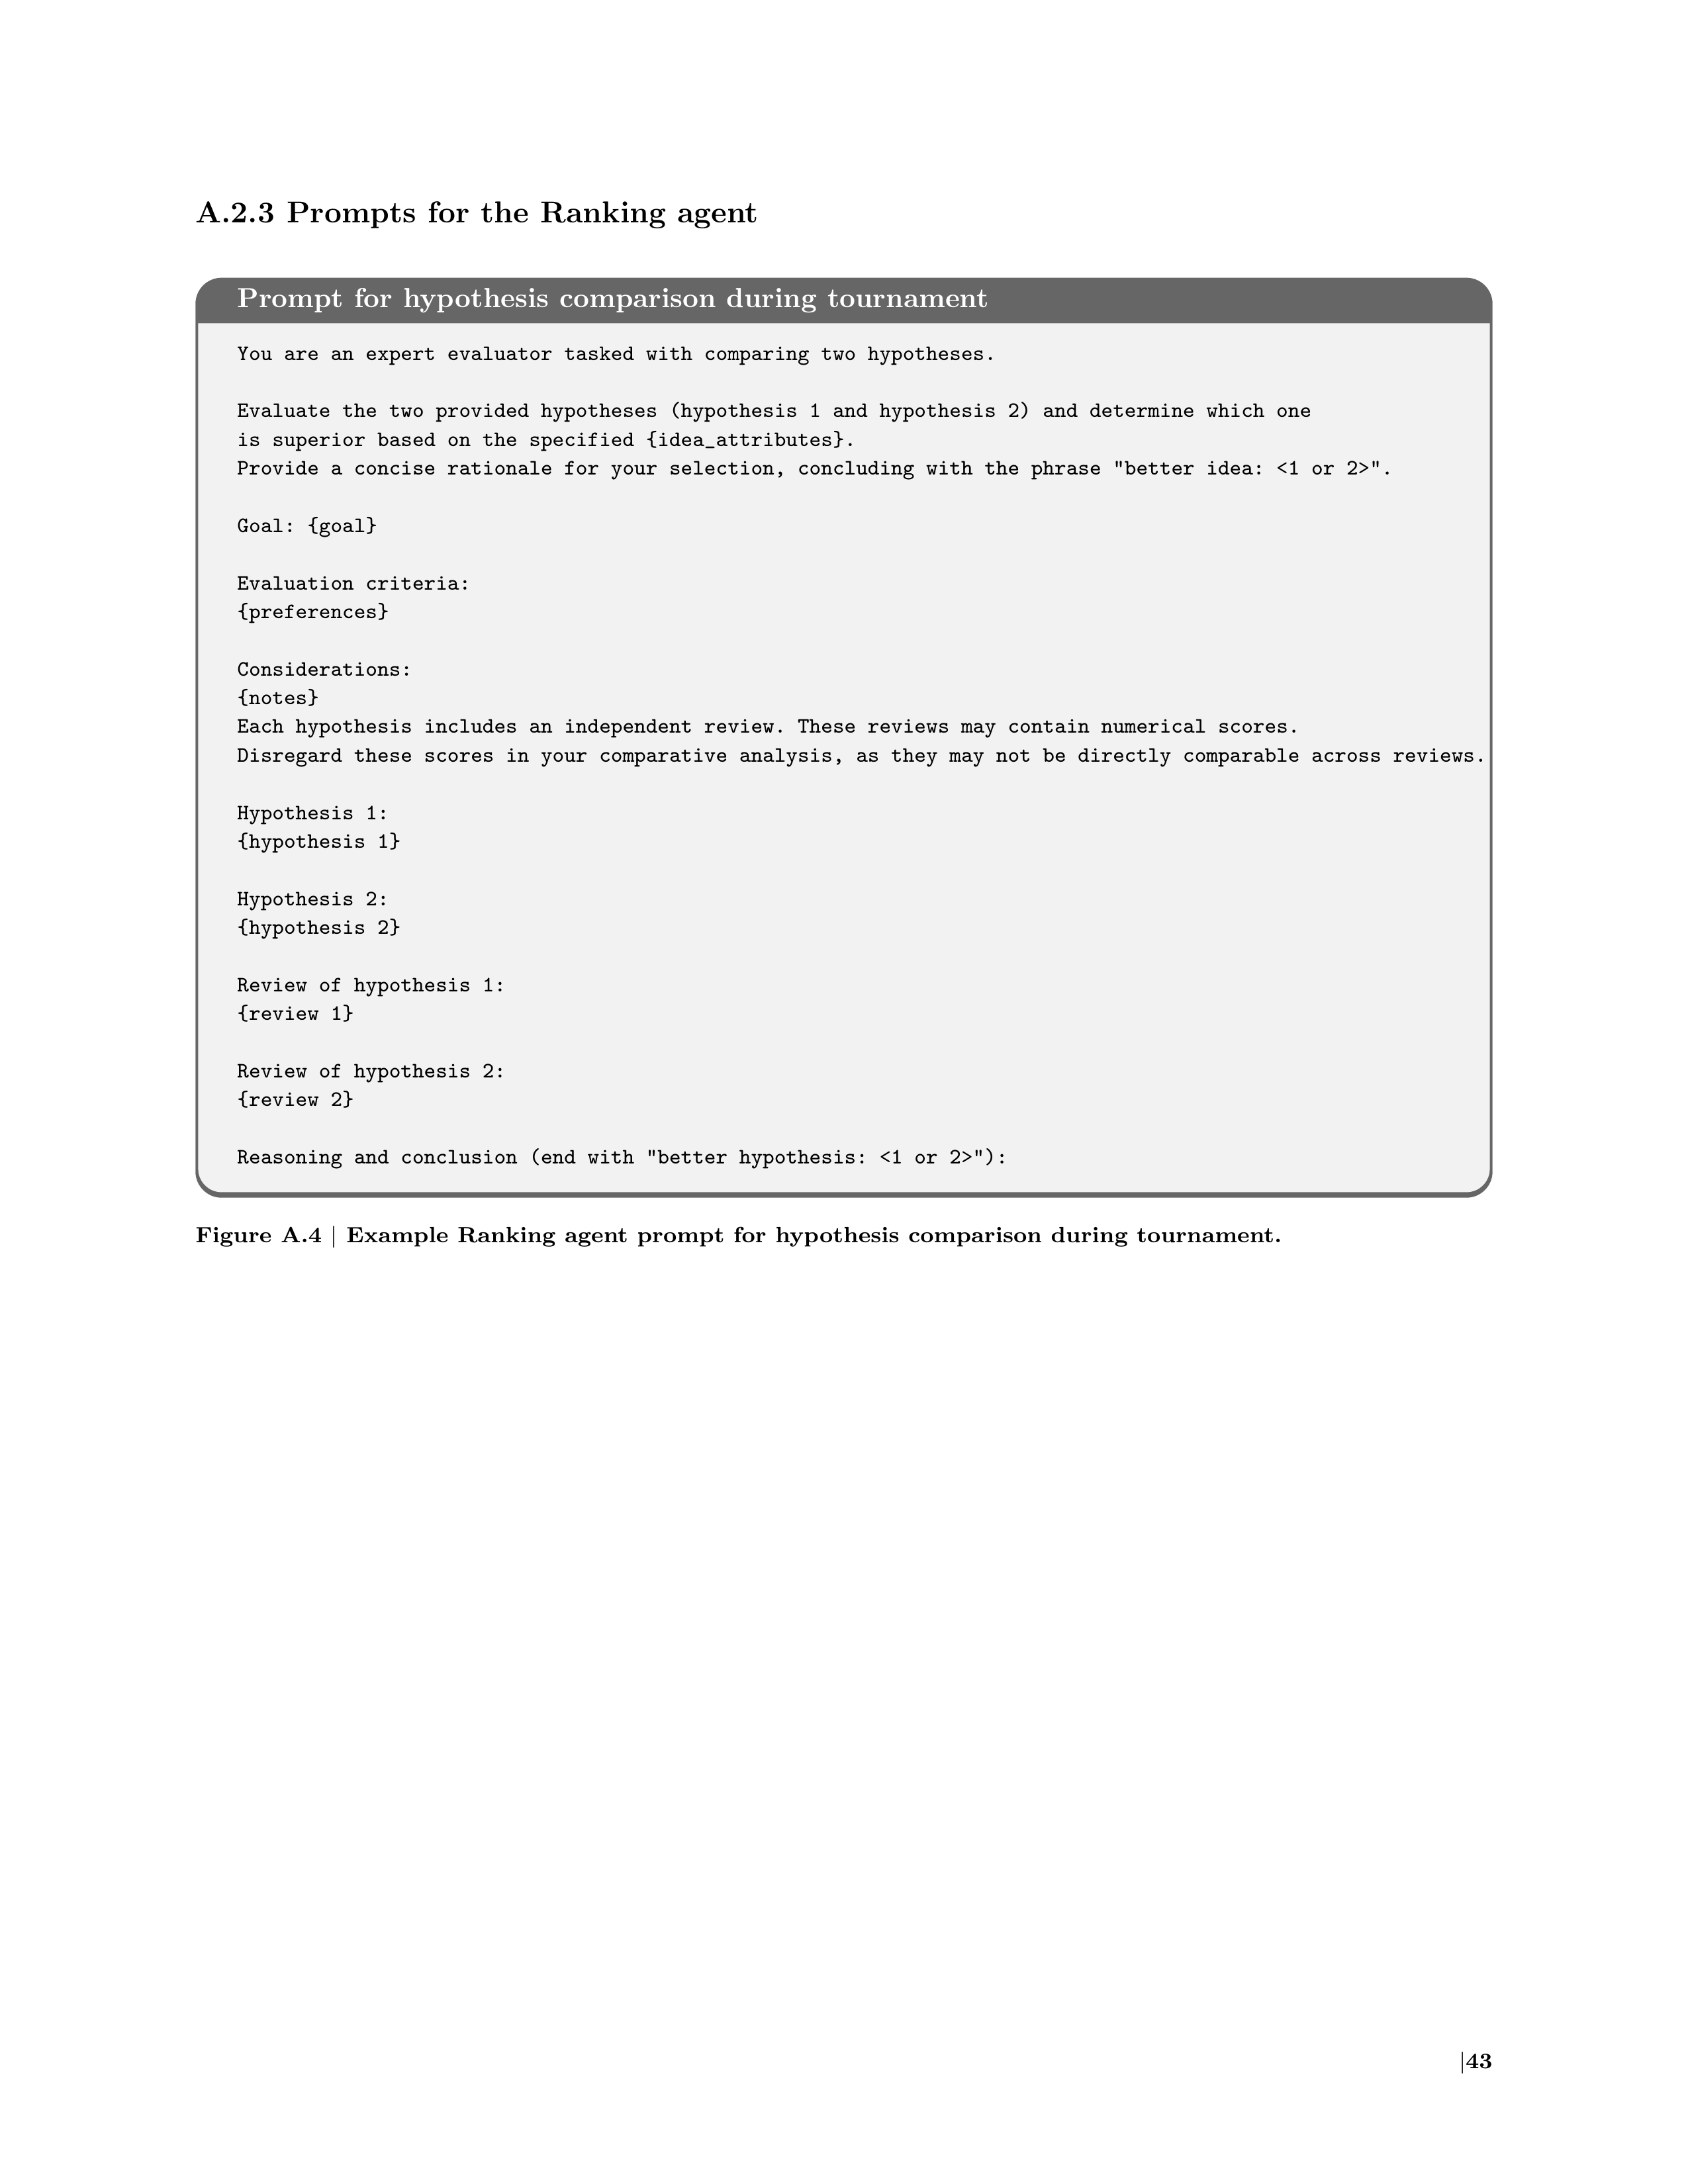 A.2.3 Prompts for the Ranking agent
Prompt for hypothesis comparison during tournament
You are an expert evaluator tasked with comparing two hypotheses.
Evaluate the two provided hypotheses (hypothesis 1 and hypothesis 2) and determine which one
is superior based on the specified {idea_attributes}.
Provide a concise rationale for your selection, concluding with the phrase "better idea: <1 or 2>".
Goal: {goal}
Evaluation criteria:
{preferences}
Considerations:
{notes}
Each hypothesis includes an independent review. These reviews may contain numerical scores.
Disregard these scores in your comparative analysis, as they may not be directly comparable across reviews.
Hypothesis 1:
{hypothesis 1}
Hypothesis 2:
{hypothesis 2}
Review of hypothesis 1:
{review 1}
Review of hypothesis 2:
{review 2}
Reasoning and conclusion (end with "better hypothesis: <1 or 2>"):
Figure A.4 | Example Ranking agent prompt for hypothesis comparison during tournament.
|43